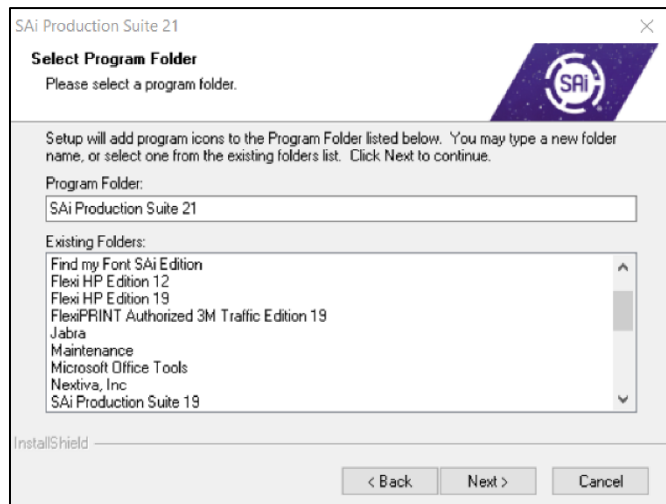 SAi Production Suite 21
Select Program Folder
Please select a program folder.
SAi
Setup will add program icons to the Program Folder listed below. You may type a new folder
name, or select one from the existing folders list. Click Next to continue.
Program Folder:
SAi Production Suite 21
Existing Folders:
Find my Font SAi Edition
Flexi HP Edition 12
Flexi HP Edition 19
FlexiPRINT Authorized 3M Traffic Edition 19
Jabra
Maintenance
Microsoft Office Tools
Nextiva, Inc
SAi Production Suite 19
InstallShield
< Back Next > Cancel